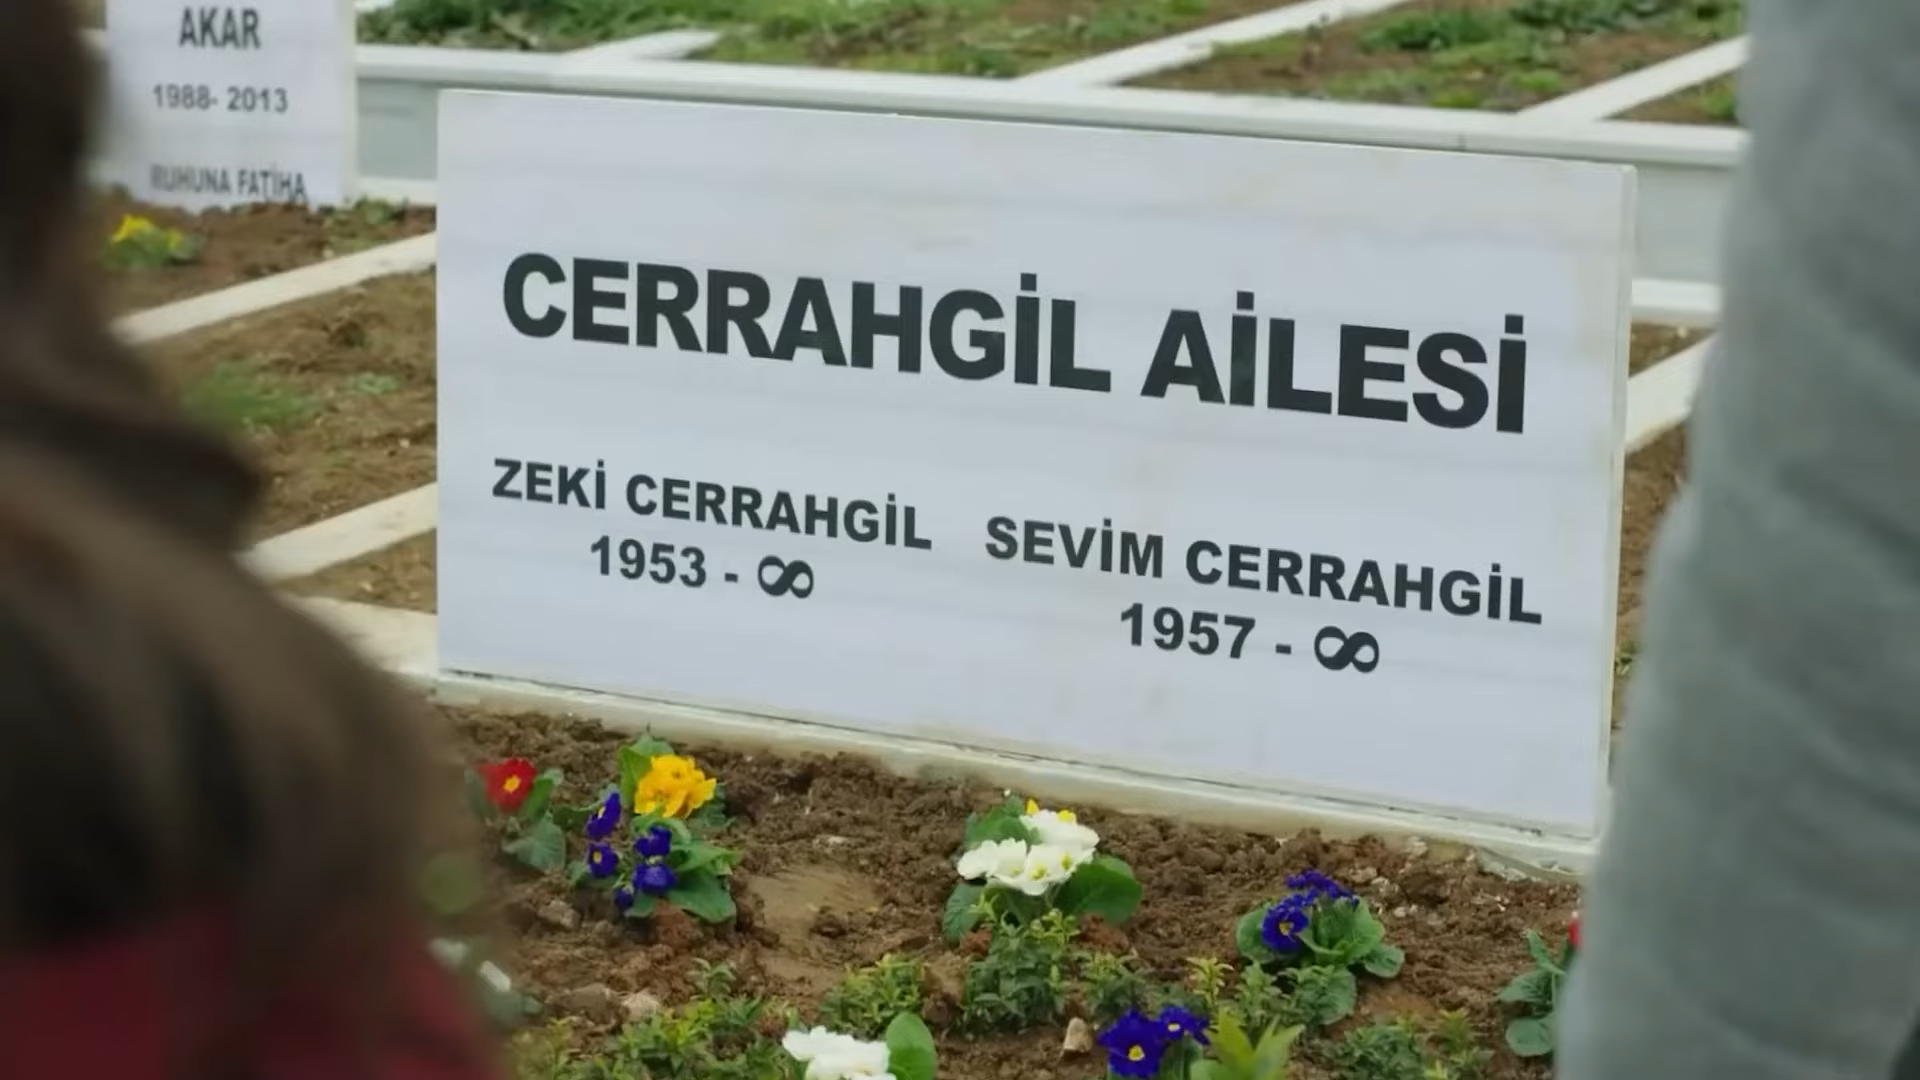 AKAR
1988- 2013
RUHUNA FATİHA
CERRAHGİL AİLESİ
ZEKİ CERRAHGİL
1953 - ∞
SEVİM CERRAHGİL
1957 - ∞